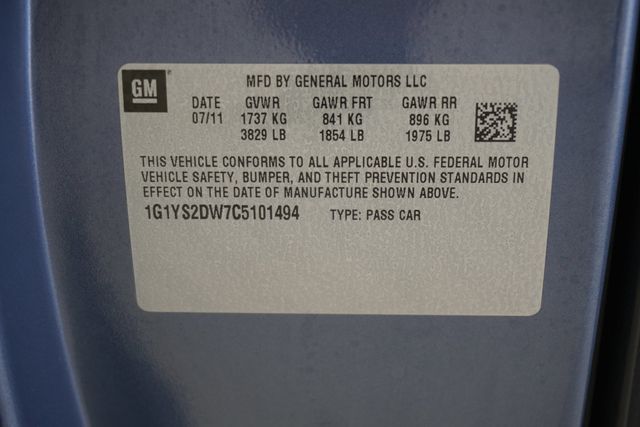 GM MFD BY GENERAL MOTORS LLC
DATE GVWR GAWR FRT GAWR RR
07/11 1737 KG 841 KG 896 KG
3829 LB 1854 LB 1975 LB
THIS VEHICLE CONFORMS TO ALL APPLICABLE U.S. FEDERAL MOTOR
VEHICLE SAFETY, BUMPER, AND THEFT PREVENTION STANDARDS IN
EFFECT ON THE DATE OF MANUFACTURE SHOWN ABOVE.
1G1YS2DW7C5101494 TYPE: PASS CAR